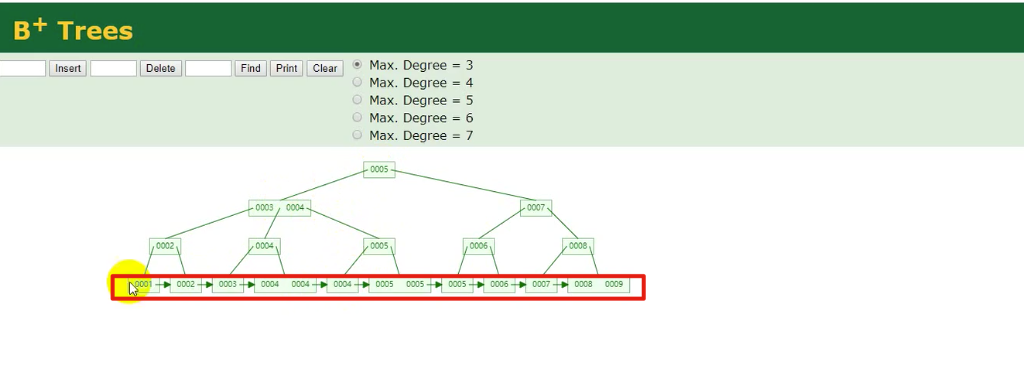 B+ Trees
Insert Delete Find Print Clear
Max. Degree = 3
Max. Degree = 4
Max. Degree = 5
Max. Degree = 6
Max. Degree = 7
0005
0003 0004 0007
0002 0004 0005 0006 0008
0001 0002 0003 0004 0004 0004 0005 0005 0005 0006 0007 0008 0009